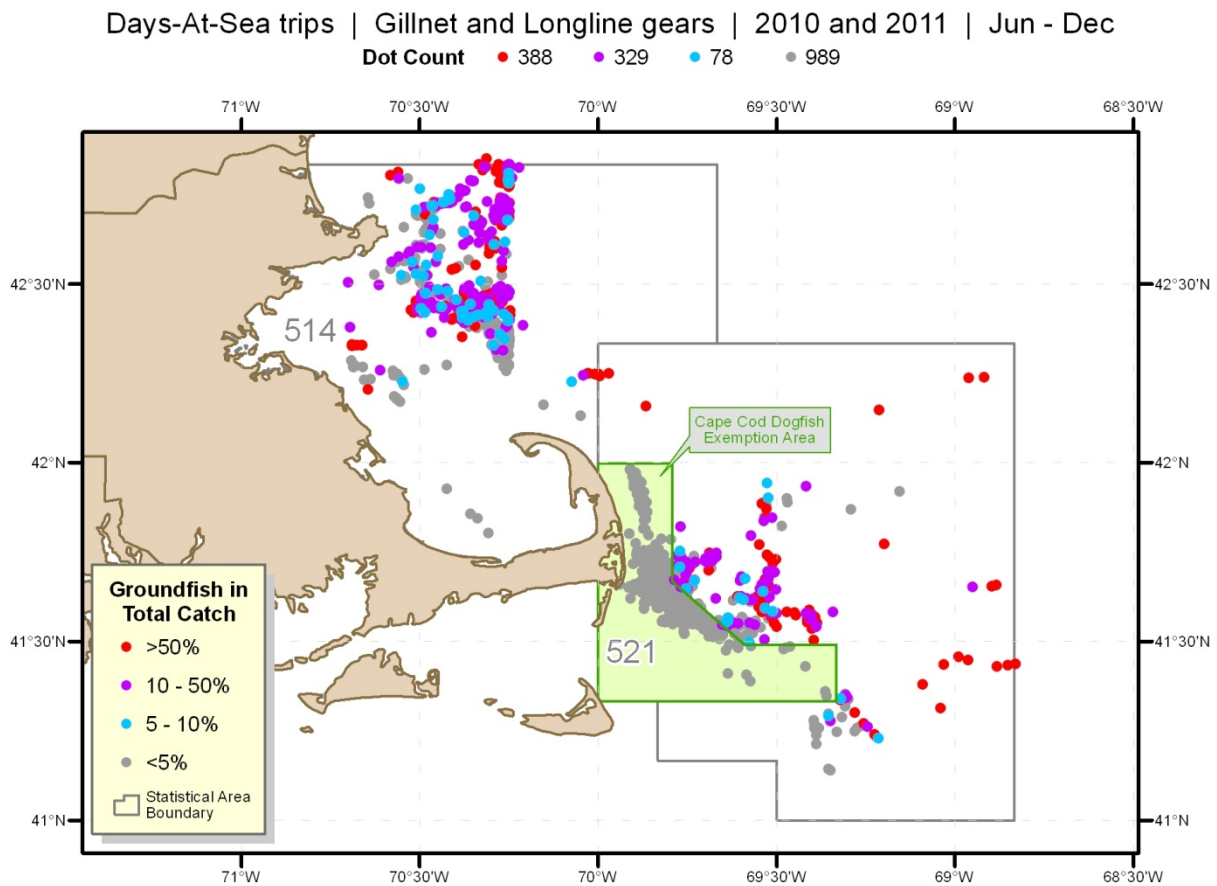 Days-At-Sea trips | Gillnet and Longline gears | 2010 and 2011 | Jun - Dec
Dot Count 388 329 78 989
71°W 70°30'W 70°W 69°30'W 69°W 68°30'W
42°30'N 42°30'N
514
Cape Cod Dogfish
Exemption Area
42°N 42°N
41°30'N 41°30'N
521
Groundfish in
Total Catch
>50%
10 - 50%
5 - 10%
<5%
Statistical Area
Boundary
41°N 41°N
71°W 70°30'W 70°W 69°30'W 69°W 68°30'W